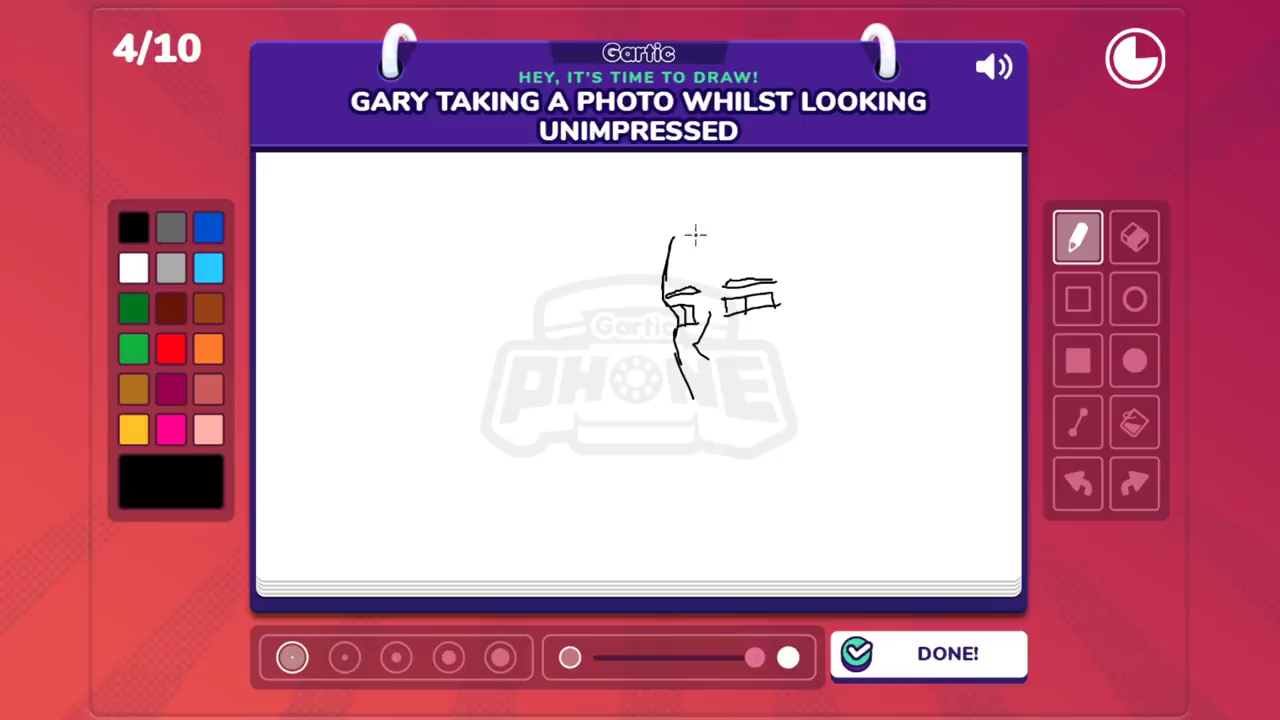 4/10
Gartic
HEY, IT'S TIME TO DRAW!
GARY TAKING A PHOTO WHILST LOOKING
UNIMPRESSED
Gartic
PHONE
DONE!